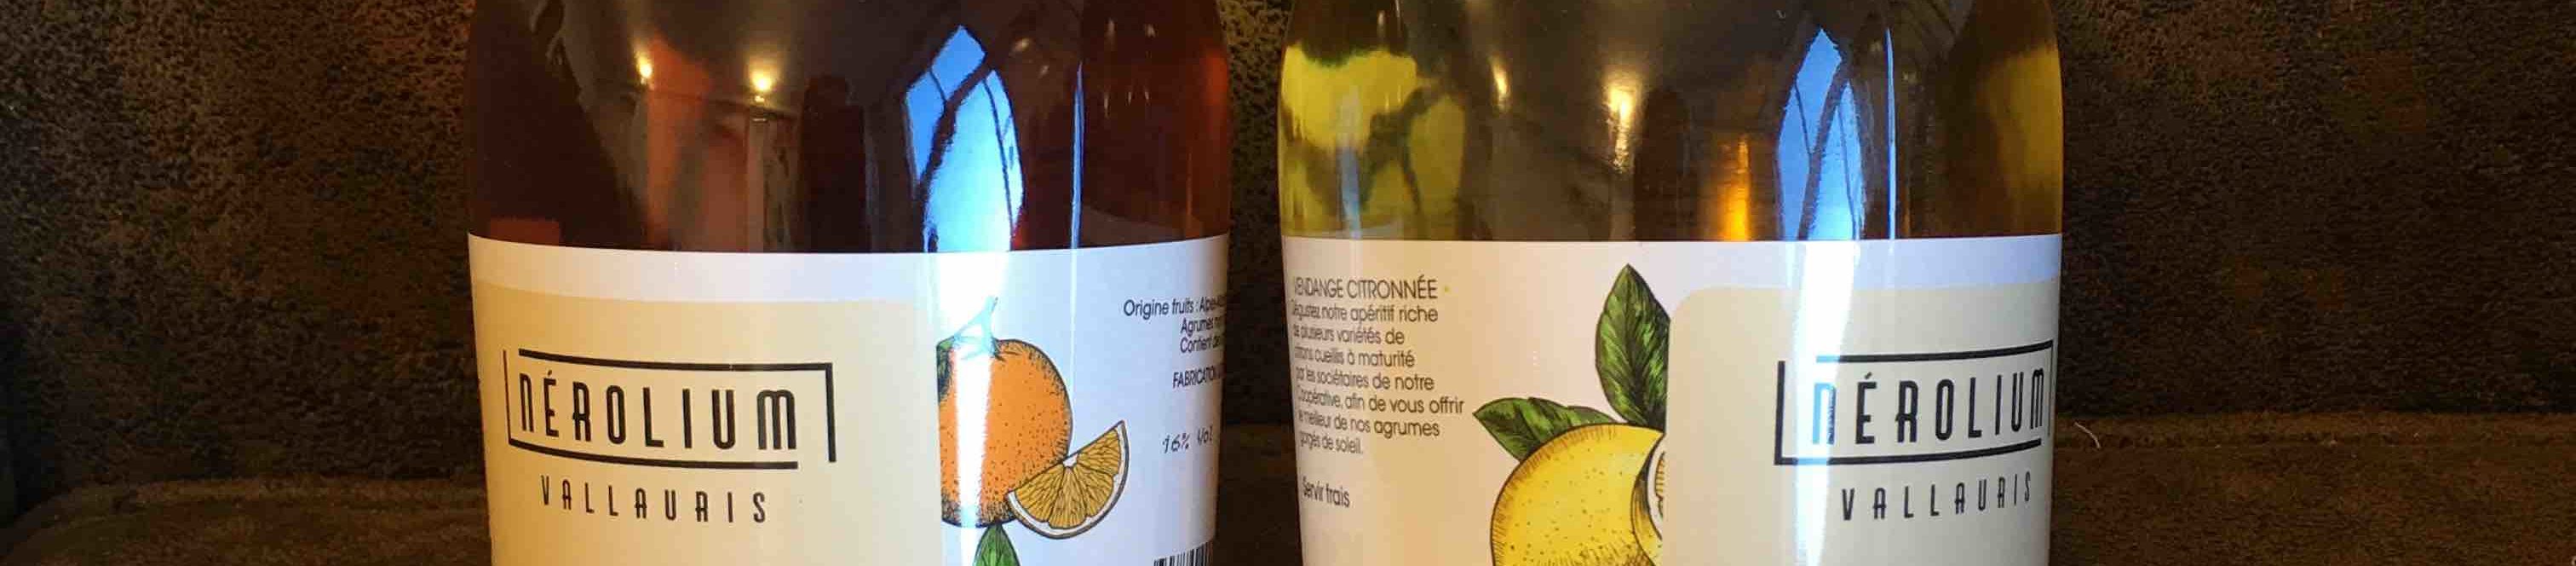 NÉROLIUM
VALLAURIS
Origine fruits :
Agrumes
Contient
FABRICATION
16% Vol
VENDANGE CITRONNÉE
Dégustez notre apéritif riche
de plusieurs variétés de
citrons cueillis à maturité
par les sociétaires de notre
Coopérative, afin de vous offrir
le meilleur de nos agrumes
gorgés de soleil.
Servir frais
NÉROLIUM
VALLAURIS